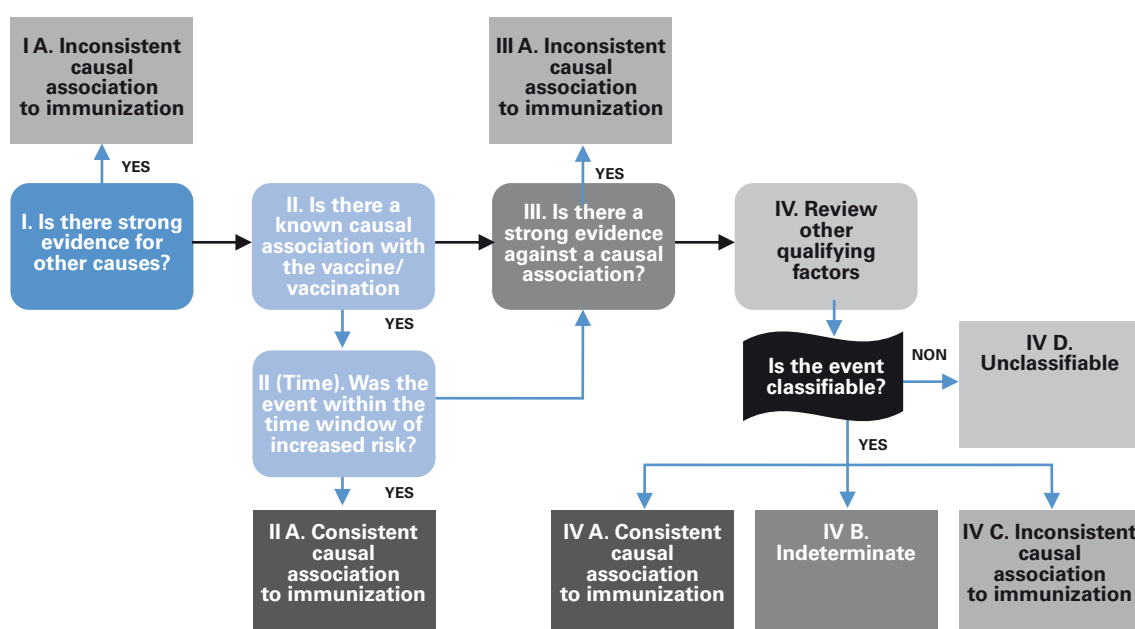 I A. Inconsistent
causal
association
to immunization
III A. Inconsistent
causal
association
to immunization
YES
YES
I. Is there strong
evidence for
other causes?
II. Is there a
known causal
association with
the vaccine/
vaccination
III. Is there a
strong evidence
against a causal
association?
IV. Review
other
qualifying
factors
YES
II (Time). Was the
event within the
time window of
increased risk?
Is the event
classifiable?
NON
IV D.
Unclassifiable
YES
YES
II A. Consistent
causal
association
to immunization
IV A. Consistent
causal
association
to immunization
IV B.
Indeterminate
IV C. Inconsistent
causal
association
to immunization